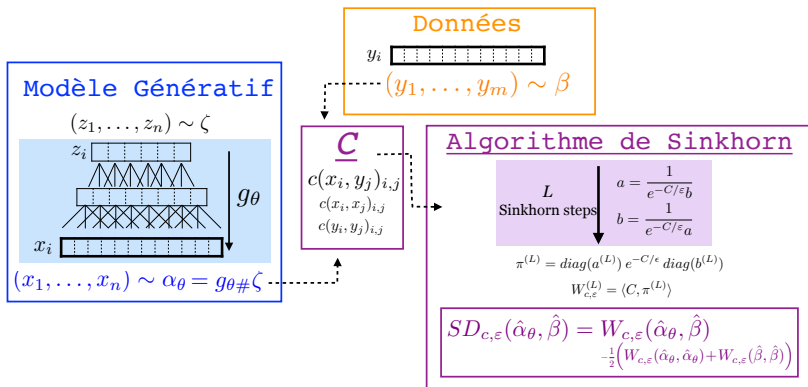 Données
y_i
(y_1, . . . , y_m) ∼ β
Modèle Génératif
(z_1, . . . , z_n) ∼ ζ
z_i
g_θ
x_i
(x_1, . . . , x_n) ∼ α_θ = g_{θ#}ζ
C
c(x_i, y_j)_{i,j}
c(x_i, x_j)_{i,j}
c(y_i, y_j)_{i,j}
Algorithme de Sinkhorn
L
Sinkhorn steps
a = 1 / (e^{-C/ε} b)
b = 1 / (e^{-C/ε} a)
π^{(L)} = diag(a^{(L)}) e^{-C/ϵ} diag(b^{(L)})
W_{c,ε}^{(L)} = ⟨C, π^{(L)}⟩
SD_{c,ε}(α̂_θ, β̂) = W_{c,ε}(α̂_θ, β̂)
-½(W_{c,ε}(α̂_θ, α̂_θ)+W_{c,ε}(β̂, β̂))